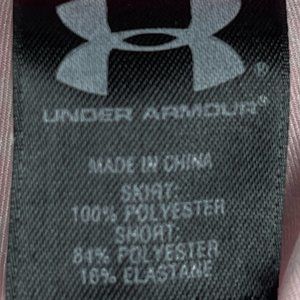 UNDER ARMOUR®
MADE IN CHINA
SKIRT:
100% POLYESTER
SHORT:
84% POLYESTER
16% ELASTANE